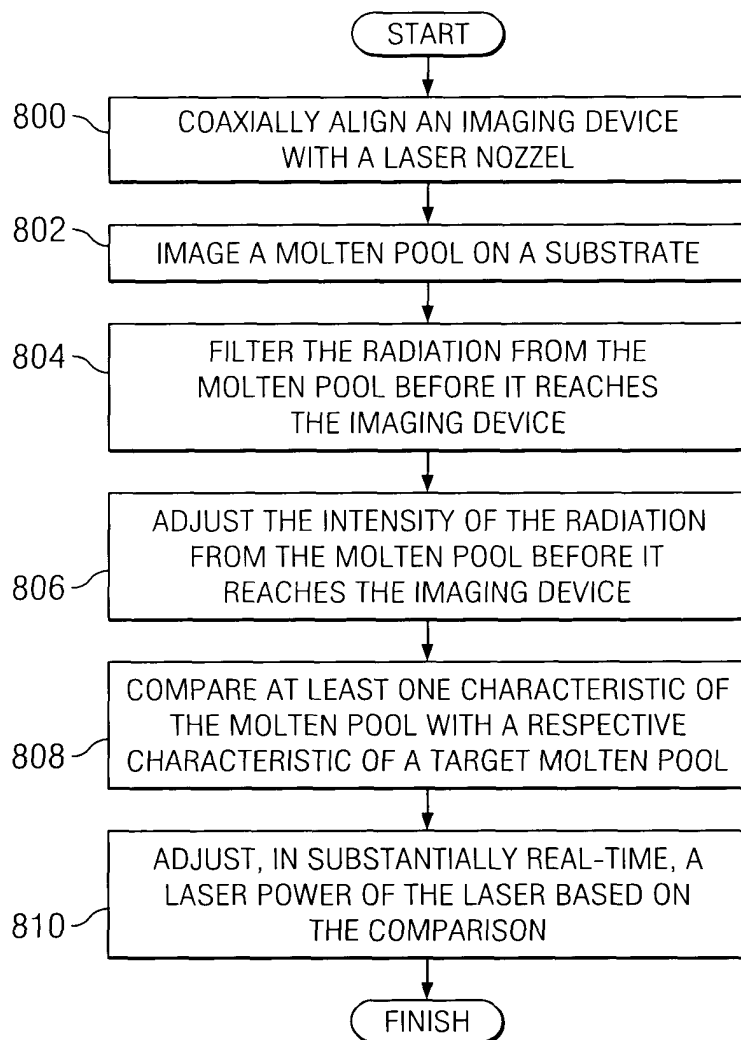 START
800
COAXIALLY ALIGN AN IMAGING DEVICE
WITH A LASER NOZZEL
802
IMAGE A MOLTEN POOL ON A SUBSTRATE
804
FILTER THE RADIATION FROM THE
MOLTEN POOL BEFORE IT REACHES
THE IMAGING DEVICE
806
ADJUST THE INTENSITY OF THE RADIATION
FROM THE MOLTEN POOL BEFORE IT
REACHES THE IMAGING DEVICE
808
COMPARE AT LEAST ONE CHARACTERISTIC OF
THE MOLTEN POOL WITH A RESPECTIVE
CHARACTERISTIC OF A TARGET MOLTEN POOL
810
ADJUST, IN SUBSTANTIALLY REAL-TIME, A
LASER POWER OF THE LASER BASED ON
THE COMPARISON
FINISH